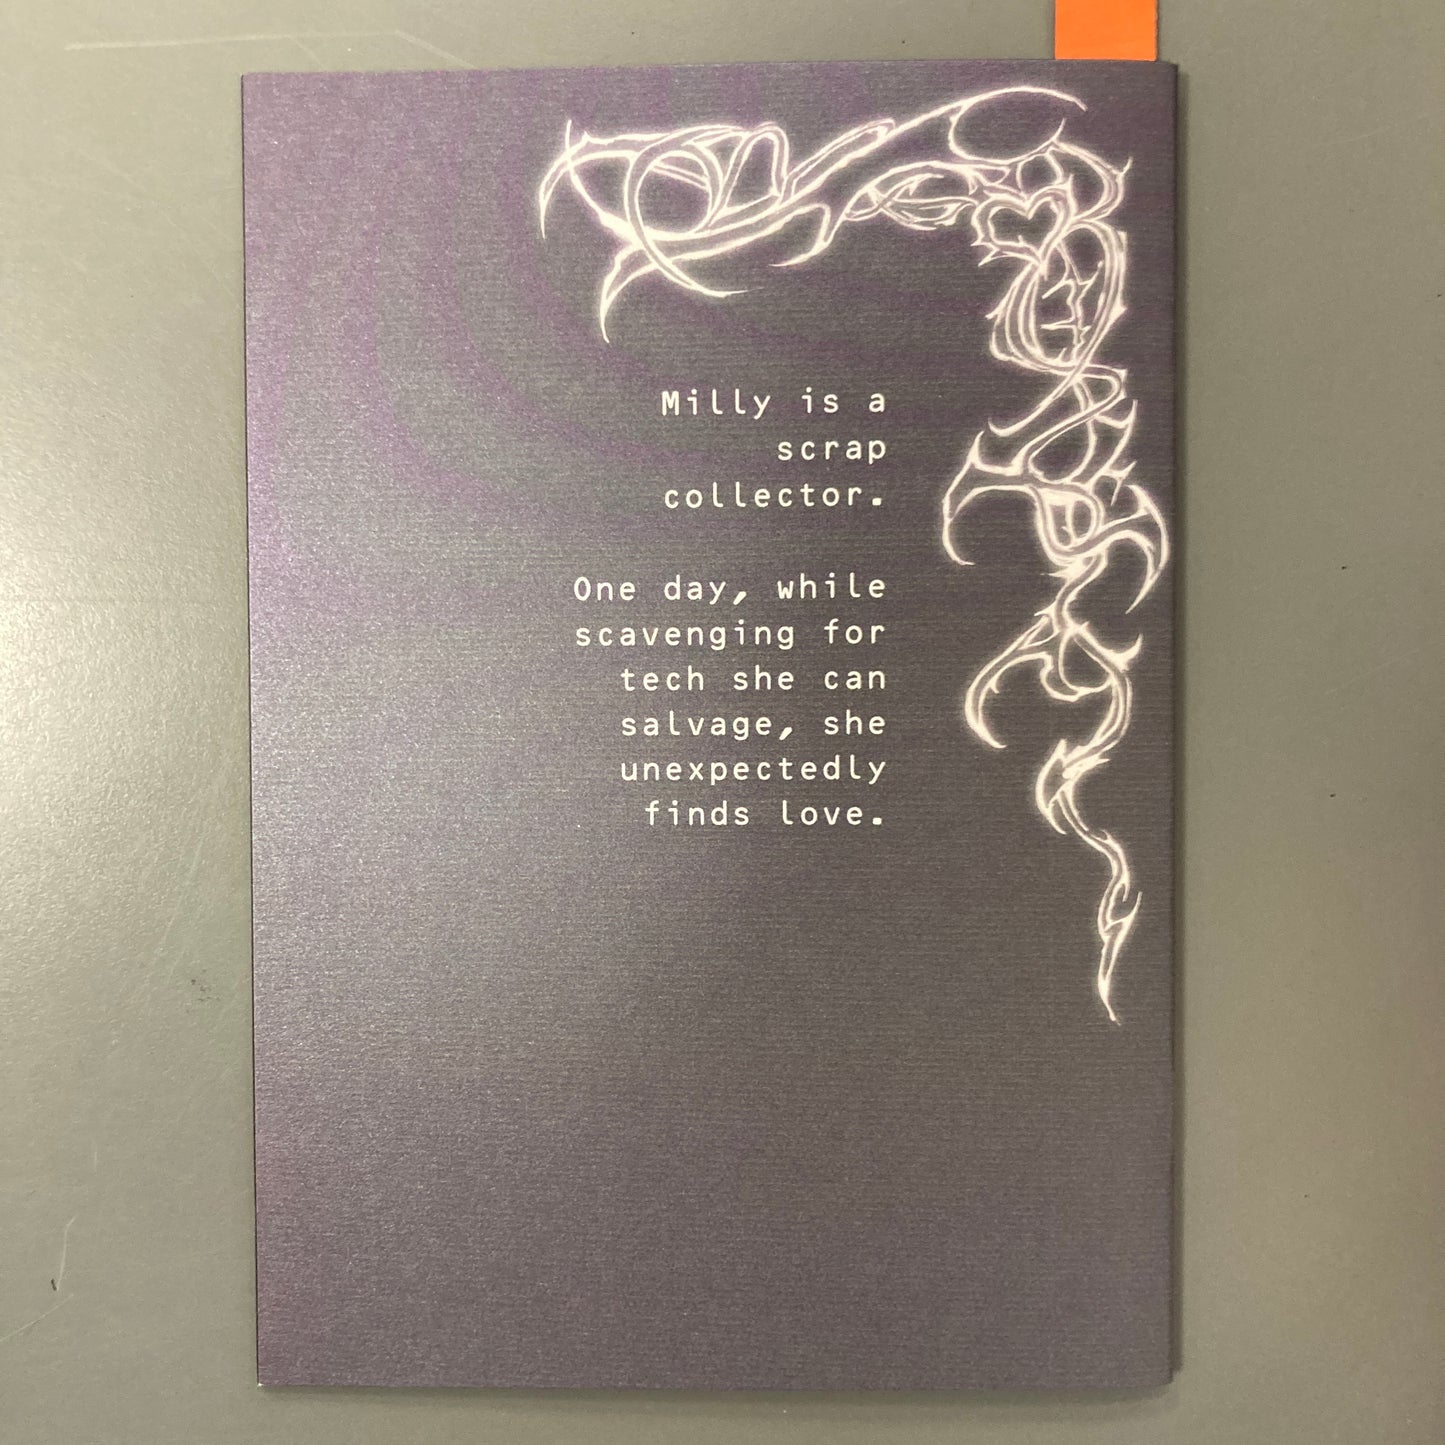 Milly is a
scrap
collector.
One day, while
scavenging for
tech she can
salvage, she
unexpectedly
finds love.